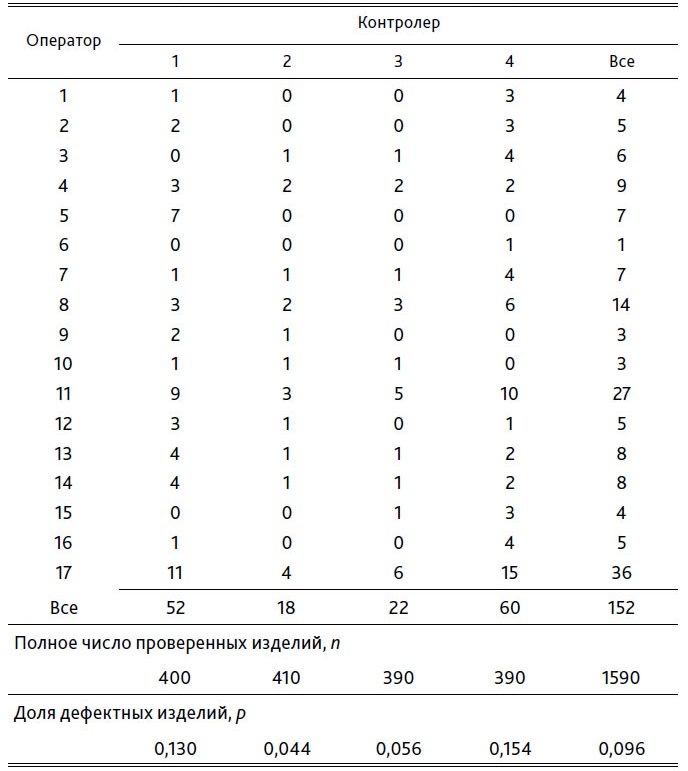 Контролер
Оператор
1 2 3 4 Все
1 1 0 0 3 4
2 2 0 0 3 5
3 0 1 1 4 6
4 3 2 2 2 9
5 7 0 0 0 7
6 0 0 0 1 1
7 1 1 1 4 7
8 3 2 3 6 14
9 2 1 0 0 3
10 1 1 1 0 3
11 9 3 5 10 27
12 3 1 0 1 5
13 4 1 1 2 8
14 4 1 1 2 8
15 0 0 1 3 4
16 1 0 0 4 5
17 11 4 6 15 36
Все 52 18 22 60 152
Полное число проверенных изделий, n
400 410 390 390 1590
Доля дефектных изделий, p
0,130 0,044 0,056 0,154 0,096